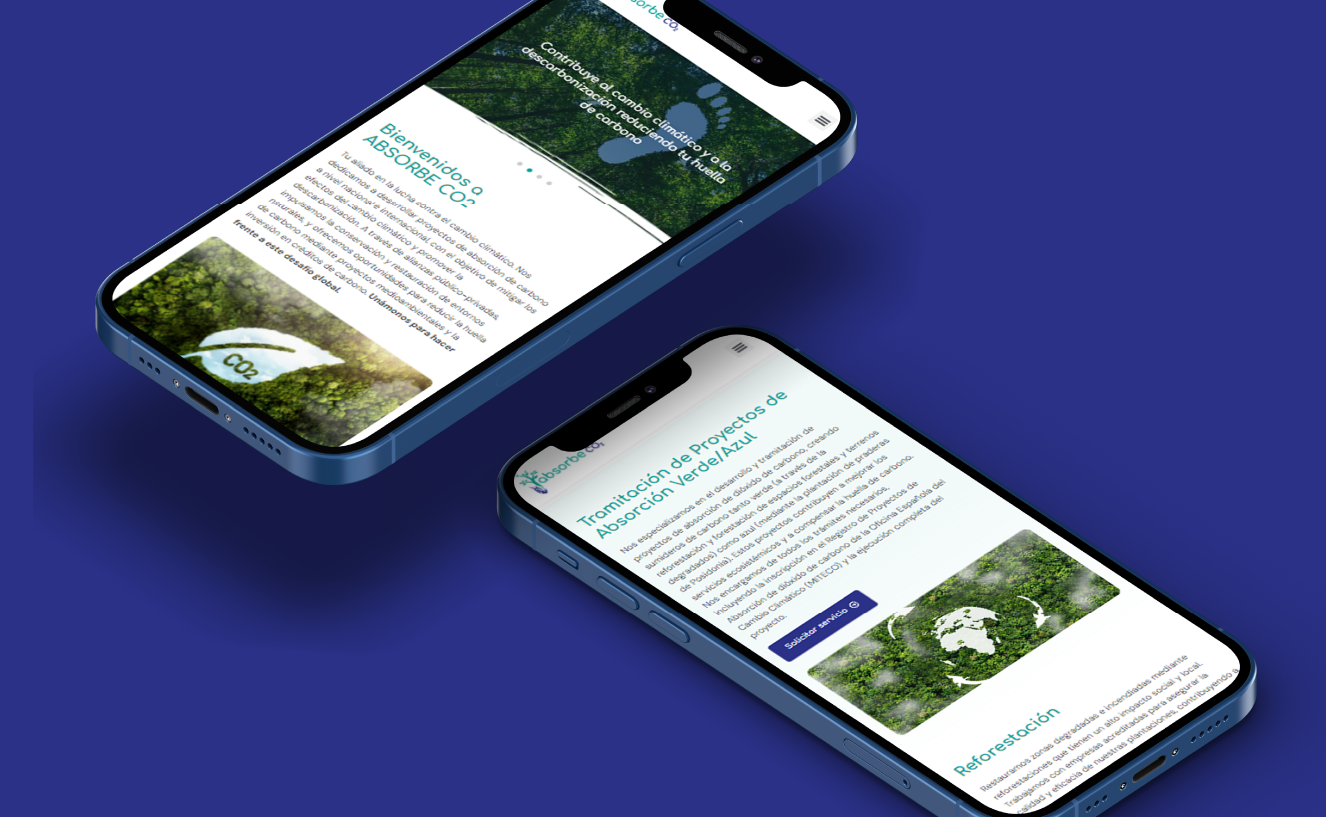 absorbe CO₂
Contribuye al cambio climático y a la
descarbonización reduciendo tu huella
de carbono
Bienvenidos a
ABSORBE CO2
Tu aliado en la lucha contra el cambio climático. Nos
dedicamos a desarrollar proyectos de absorción de carbono
a nivel nacional e internacional, con el objetivo de mitigar los
efectos del cambio climático y promover la
descarbonización. A través de alianzas público-privadas,
impulsamos la conservación y restauración de entornos
naturales, y ofrecemos oportunidades para reducir la huella
de carbono mediante proyectos medioambientales y la
inversión en créditos de carbono. Unámonos para hacer
frente a este desafío global.
CO2
absorbe CO₂
Tramitación de Proyectos de
Absorción Verde/Azul
Nos especializamos en el desarrollo y tramitación de
proyectos de absorción de dióxido de carbono, creando
sumideros de carbono tanto verde (a través de la
reforestación y forestación de espacios forestales y terrenos
degradados) como azul (mediante la plantación de praderas
de Posidonia). Estos proyectos contribuyen a mejorar los
servicios ecosistémicos y a compensar la huella de carbono.
Nos encargamos de todos los trámites necesarios,
incluyendo la inscripción en el Registro de Proyectos de
Absorción de dióxido de carbono de la Oficina Española del
Cambio Climático (MITECO) y la ejecución completa del
proyecto.
Solicitar servicio
Reforestación
Restauramos zonas degradadas e incendiadas mediante
reforestaciones que tienen un alto impacto social y local.
Trabajamos con empresas acreditadas para asegurar la
calidad y eficacia de nuestras plantaciones, contribuyendo a